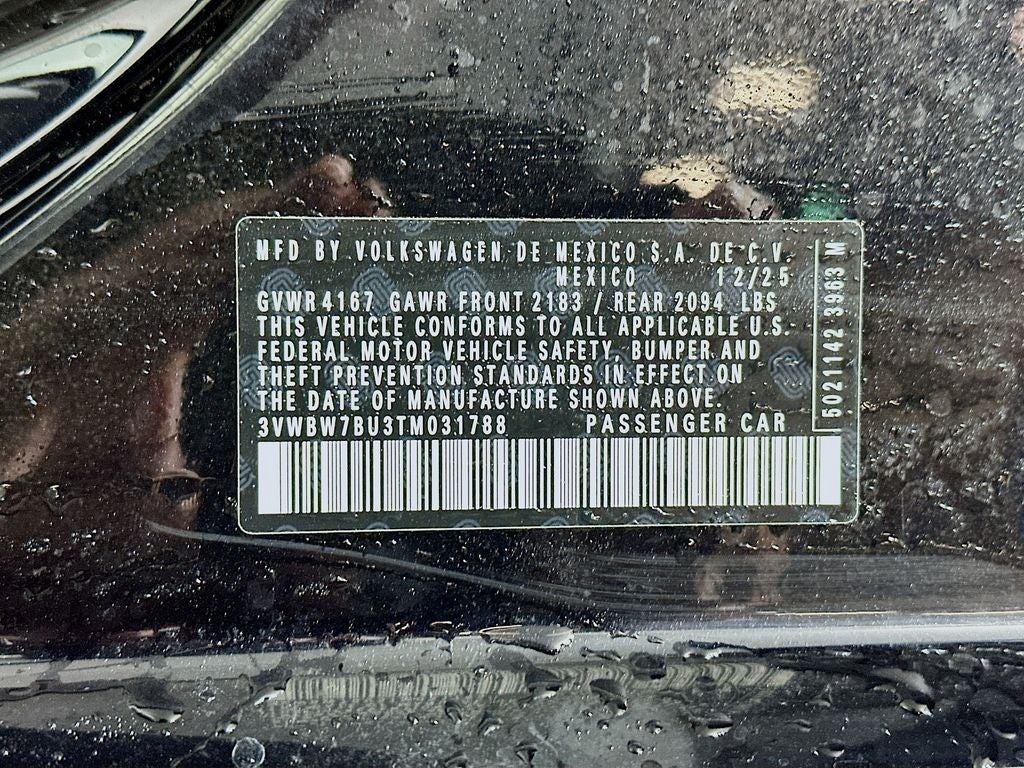 MFD BY VOLKSWAGEN DE MEXICO S.A. DE C.V.
MEXICO 12/25
GVWR 4167 GAWR FRONT 2183 / REAR 2094 LBS
THIS VEHICLE CONFORMS TO ALL APPLICABLE U.S.
FEDERAL MOTOR VEHICLE SAFETY, BUMPER AND
THEFT PREVENTION STANDARDS IN EFFECT ON
THE DATE OF MANUFACTURE SHOWN ABOVE.
3VWBW7BU3TM031788 PASSENGER CAR
5021142 3963 M